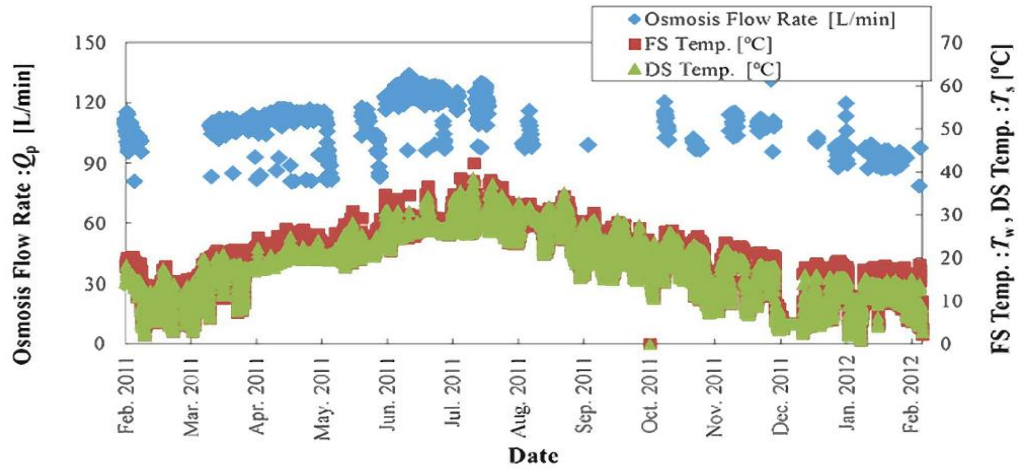 Osmosis Flow Rate [L/min]
FS Temp. [°C]
DS Temp. [°C]
Osmosis Flow Rate :Qp [L/min]
150
120
90
60
30
0
70
60
50
40
30
20
10
0
FS Temp. :Tw, DS Temp. :Ts, [°C]
Feb. 2011
Mar. 2011
Apr. 2011
May. 2011
Jun. 2011
Jul. 2011
Aug. 2011
Sep. 2011
Oct. 2011
Nov. 2011
Dec. 2011
Jan. 2012
Feb. 2012
Date